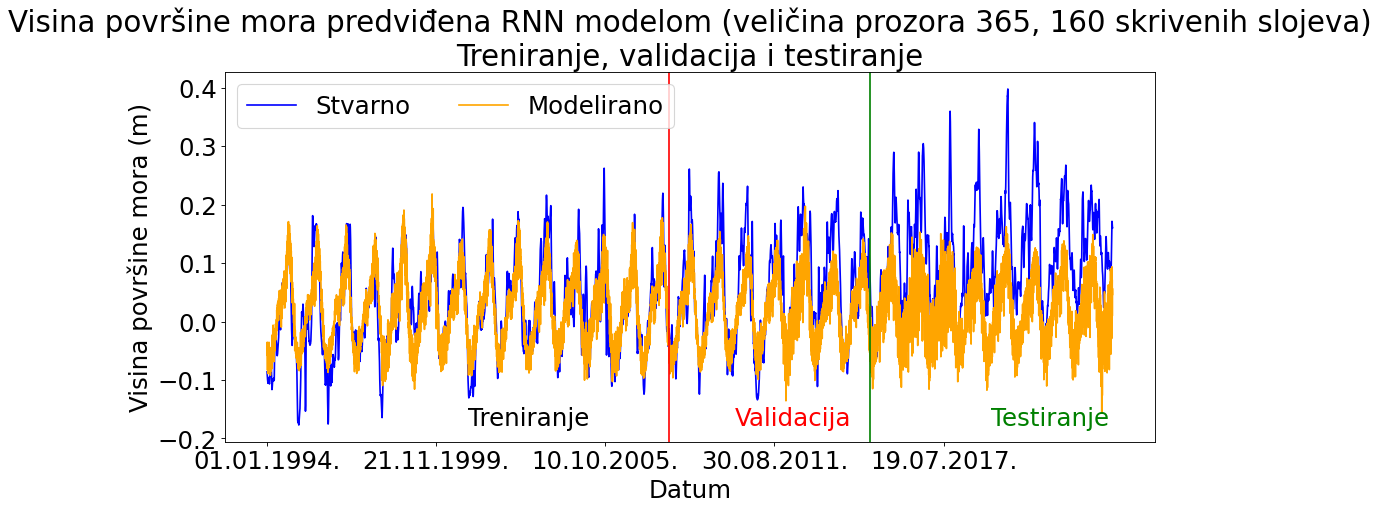 Visina površine mora predviđena RNN modelom (veličina prozora 365, 160 skrivenih slojeva)
Treniranje, validacija i testiranje
Stvarno Modelirano
Visina površine mora (m)
0.4
0.3
0.2
0.1
0.0
−0.1
−0.2
Treniranje Validacija Testiranje
01.01.1994. 21.11.1999. 10.10.2005. 30.08.2011. 19.07.2017.
Datum